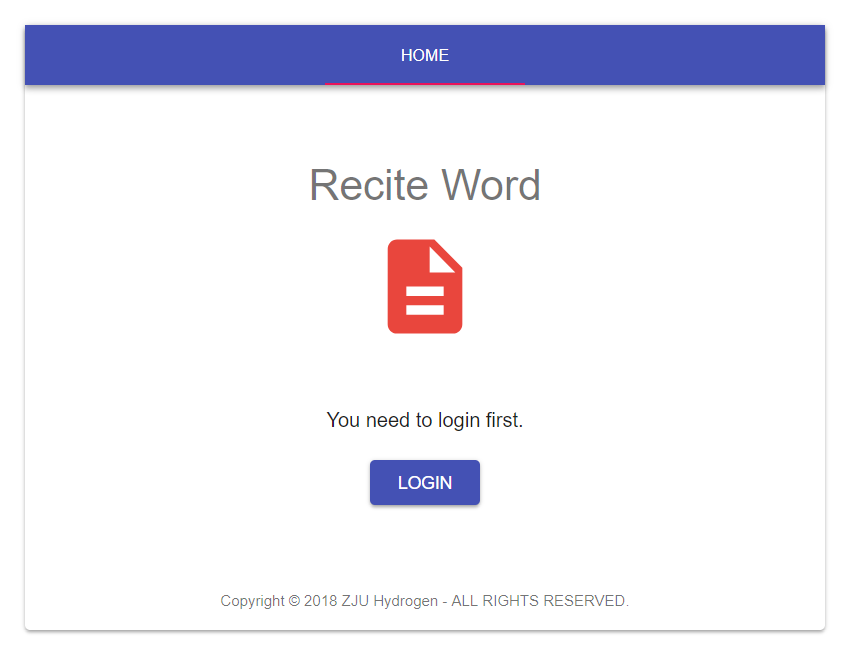 HOME
Recite Word
You need to login first.
LOGIN
Copyright © 2018 ZJU Hydrogen - ALL RIGHTS RESERVED.